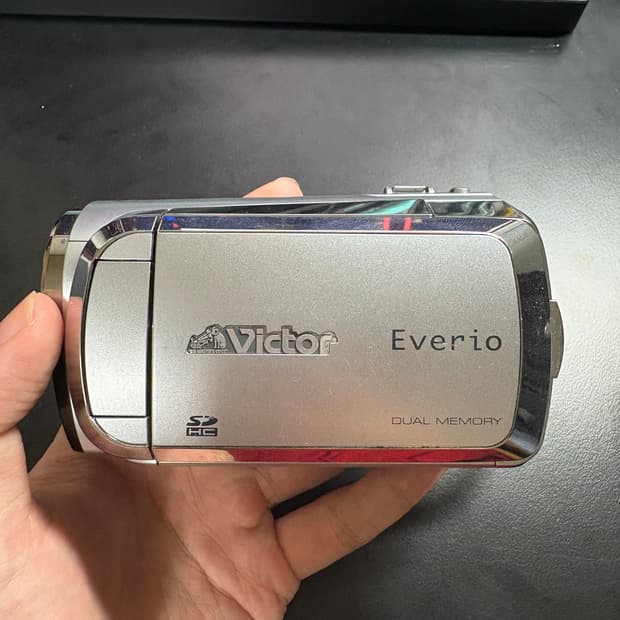 Victor
Everio
SD
HC
DUAL MEMORY